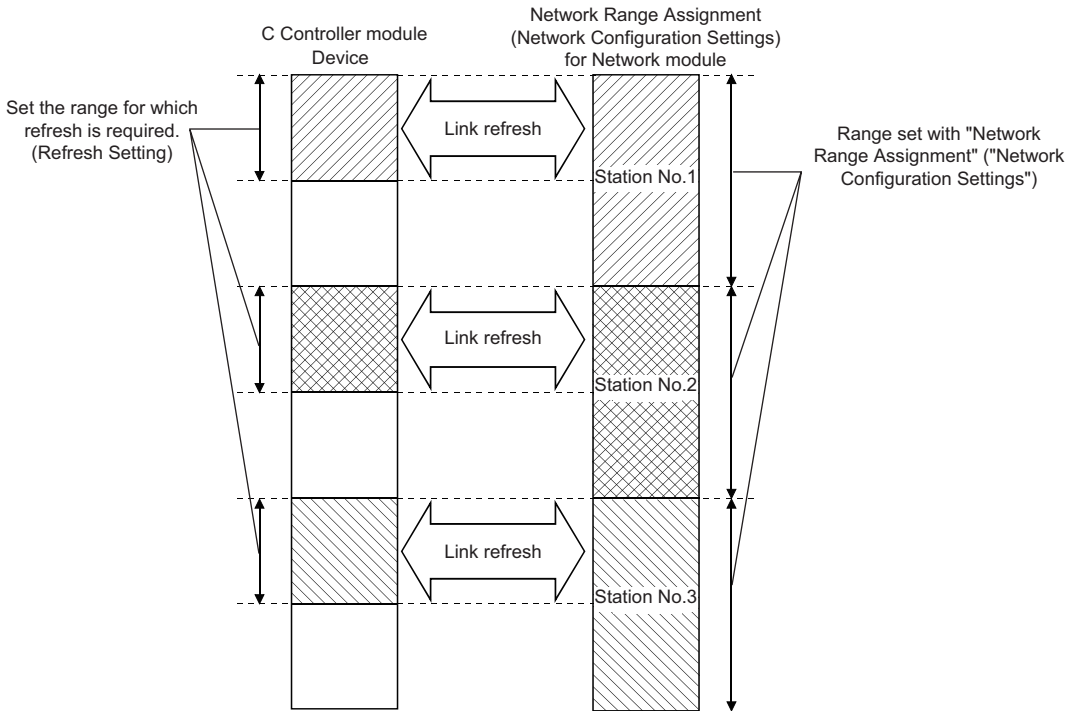 C Controller module
Device
Network Range Assignment
(Network Configuration Settings)
for Network module
Set the range for which
refresh is required.
(Refresh Setting)
Link refresh
Station No.1
Range set with "Network
Range Assignment" ("Network
Configuration Settings")
Link refresh
Station No.2
Link refresh
Station No.3